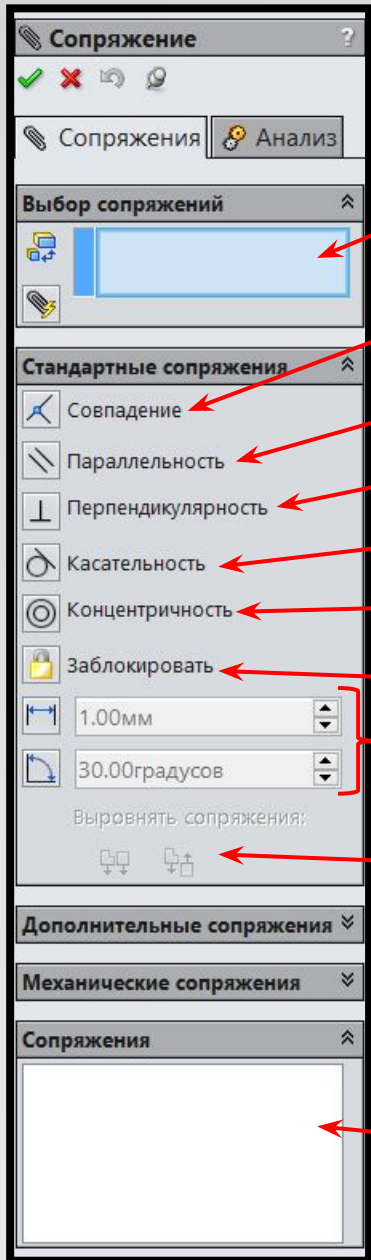 Сопряжение ?
Сопряжения Анализ
Выбор сопряжений
Стандартные сопряжения
Совпадение
Параллельность
Перпендикулярность
Касательность
Концентричность
Заблокировать
1.00мм
30.00градусов
Выровнять сопряжения:
Дополнительные сопряжения
Механические сопряжения
Сопряжения